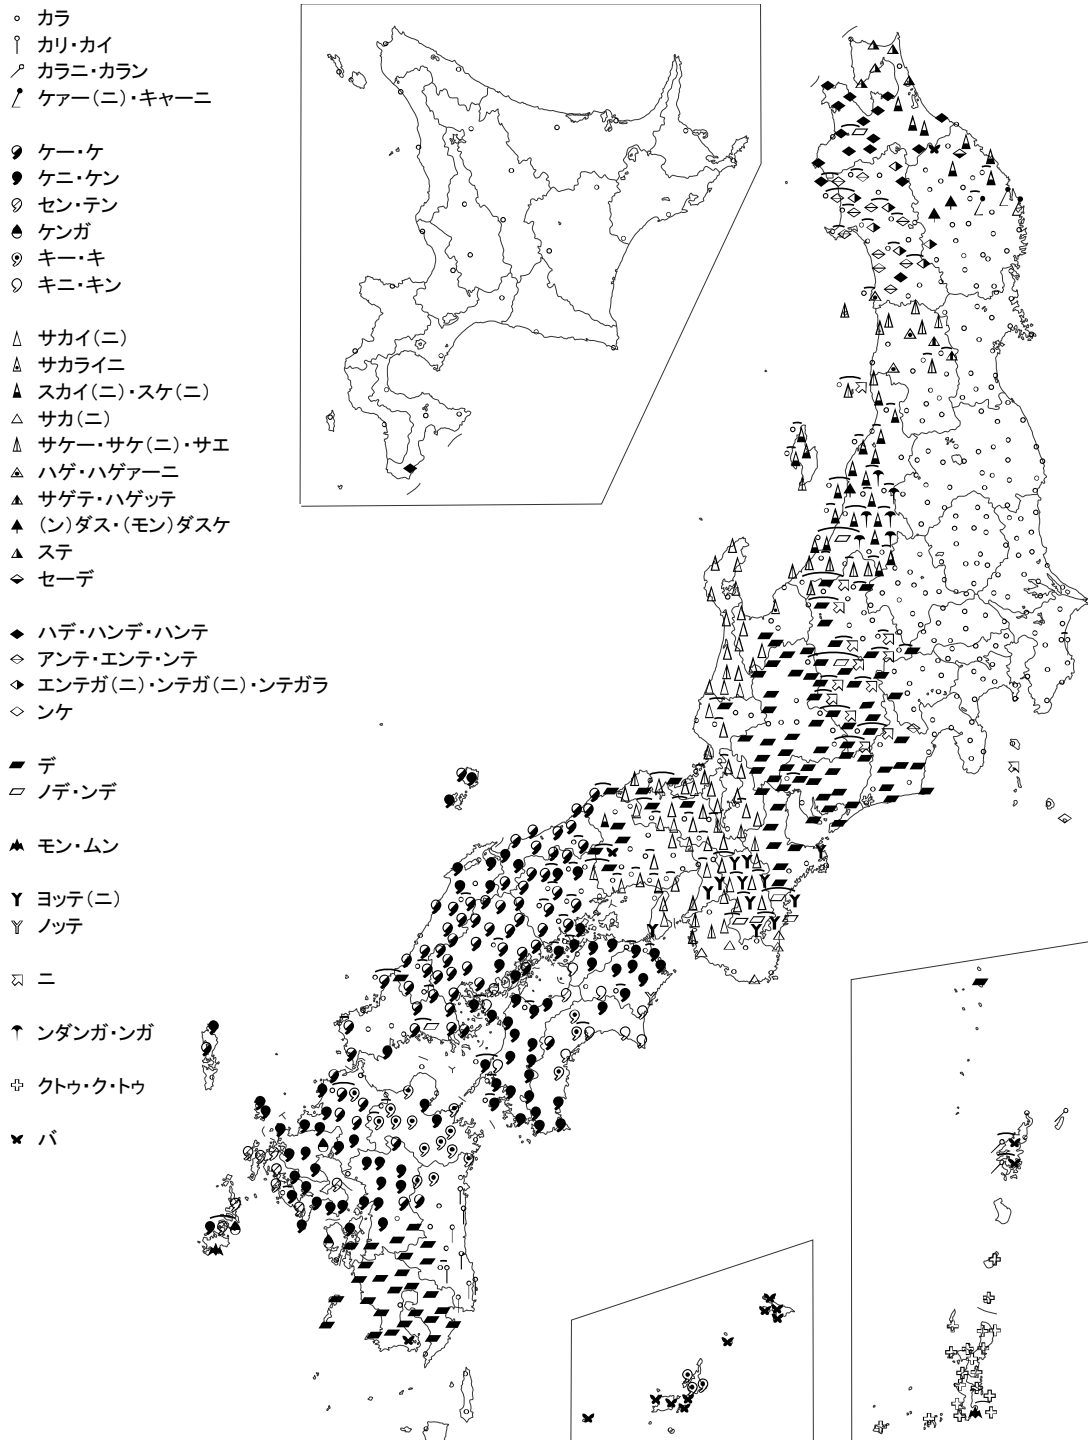 カラ
カリ・カイ
カラニ・カラン
ケァー(ニ)・キャーニ
ケー・ケ
ケニ・ケン
セン・テン
ケンガ
キー・キ
キニ・キン
サカイ(ニ)
サカライニ
スカイ(ニ)・スケ(ニ)
サカ(ニ)
サケー・サケ(ニ)・サエ
ハゲ・ハゲァーニ
サゲテ・ハゲッテ
(ン)ダス・(モン)ダスケ
ステ
セーデ
ハデ・ハンデ・ハンテ
アンテ・エンテ・ンテ
エンテガ(ニ)・ンテガ(ニ)・ンテガラ
ンケ
デ
ノデ・ンデ
モン・ムン
ヨッテ(ニ)
ノッテ
ニ
ンダンガ・ンガ
クトゥ・ク・トゥ
バ